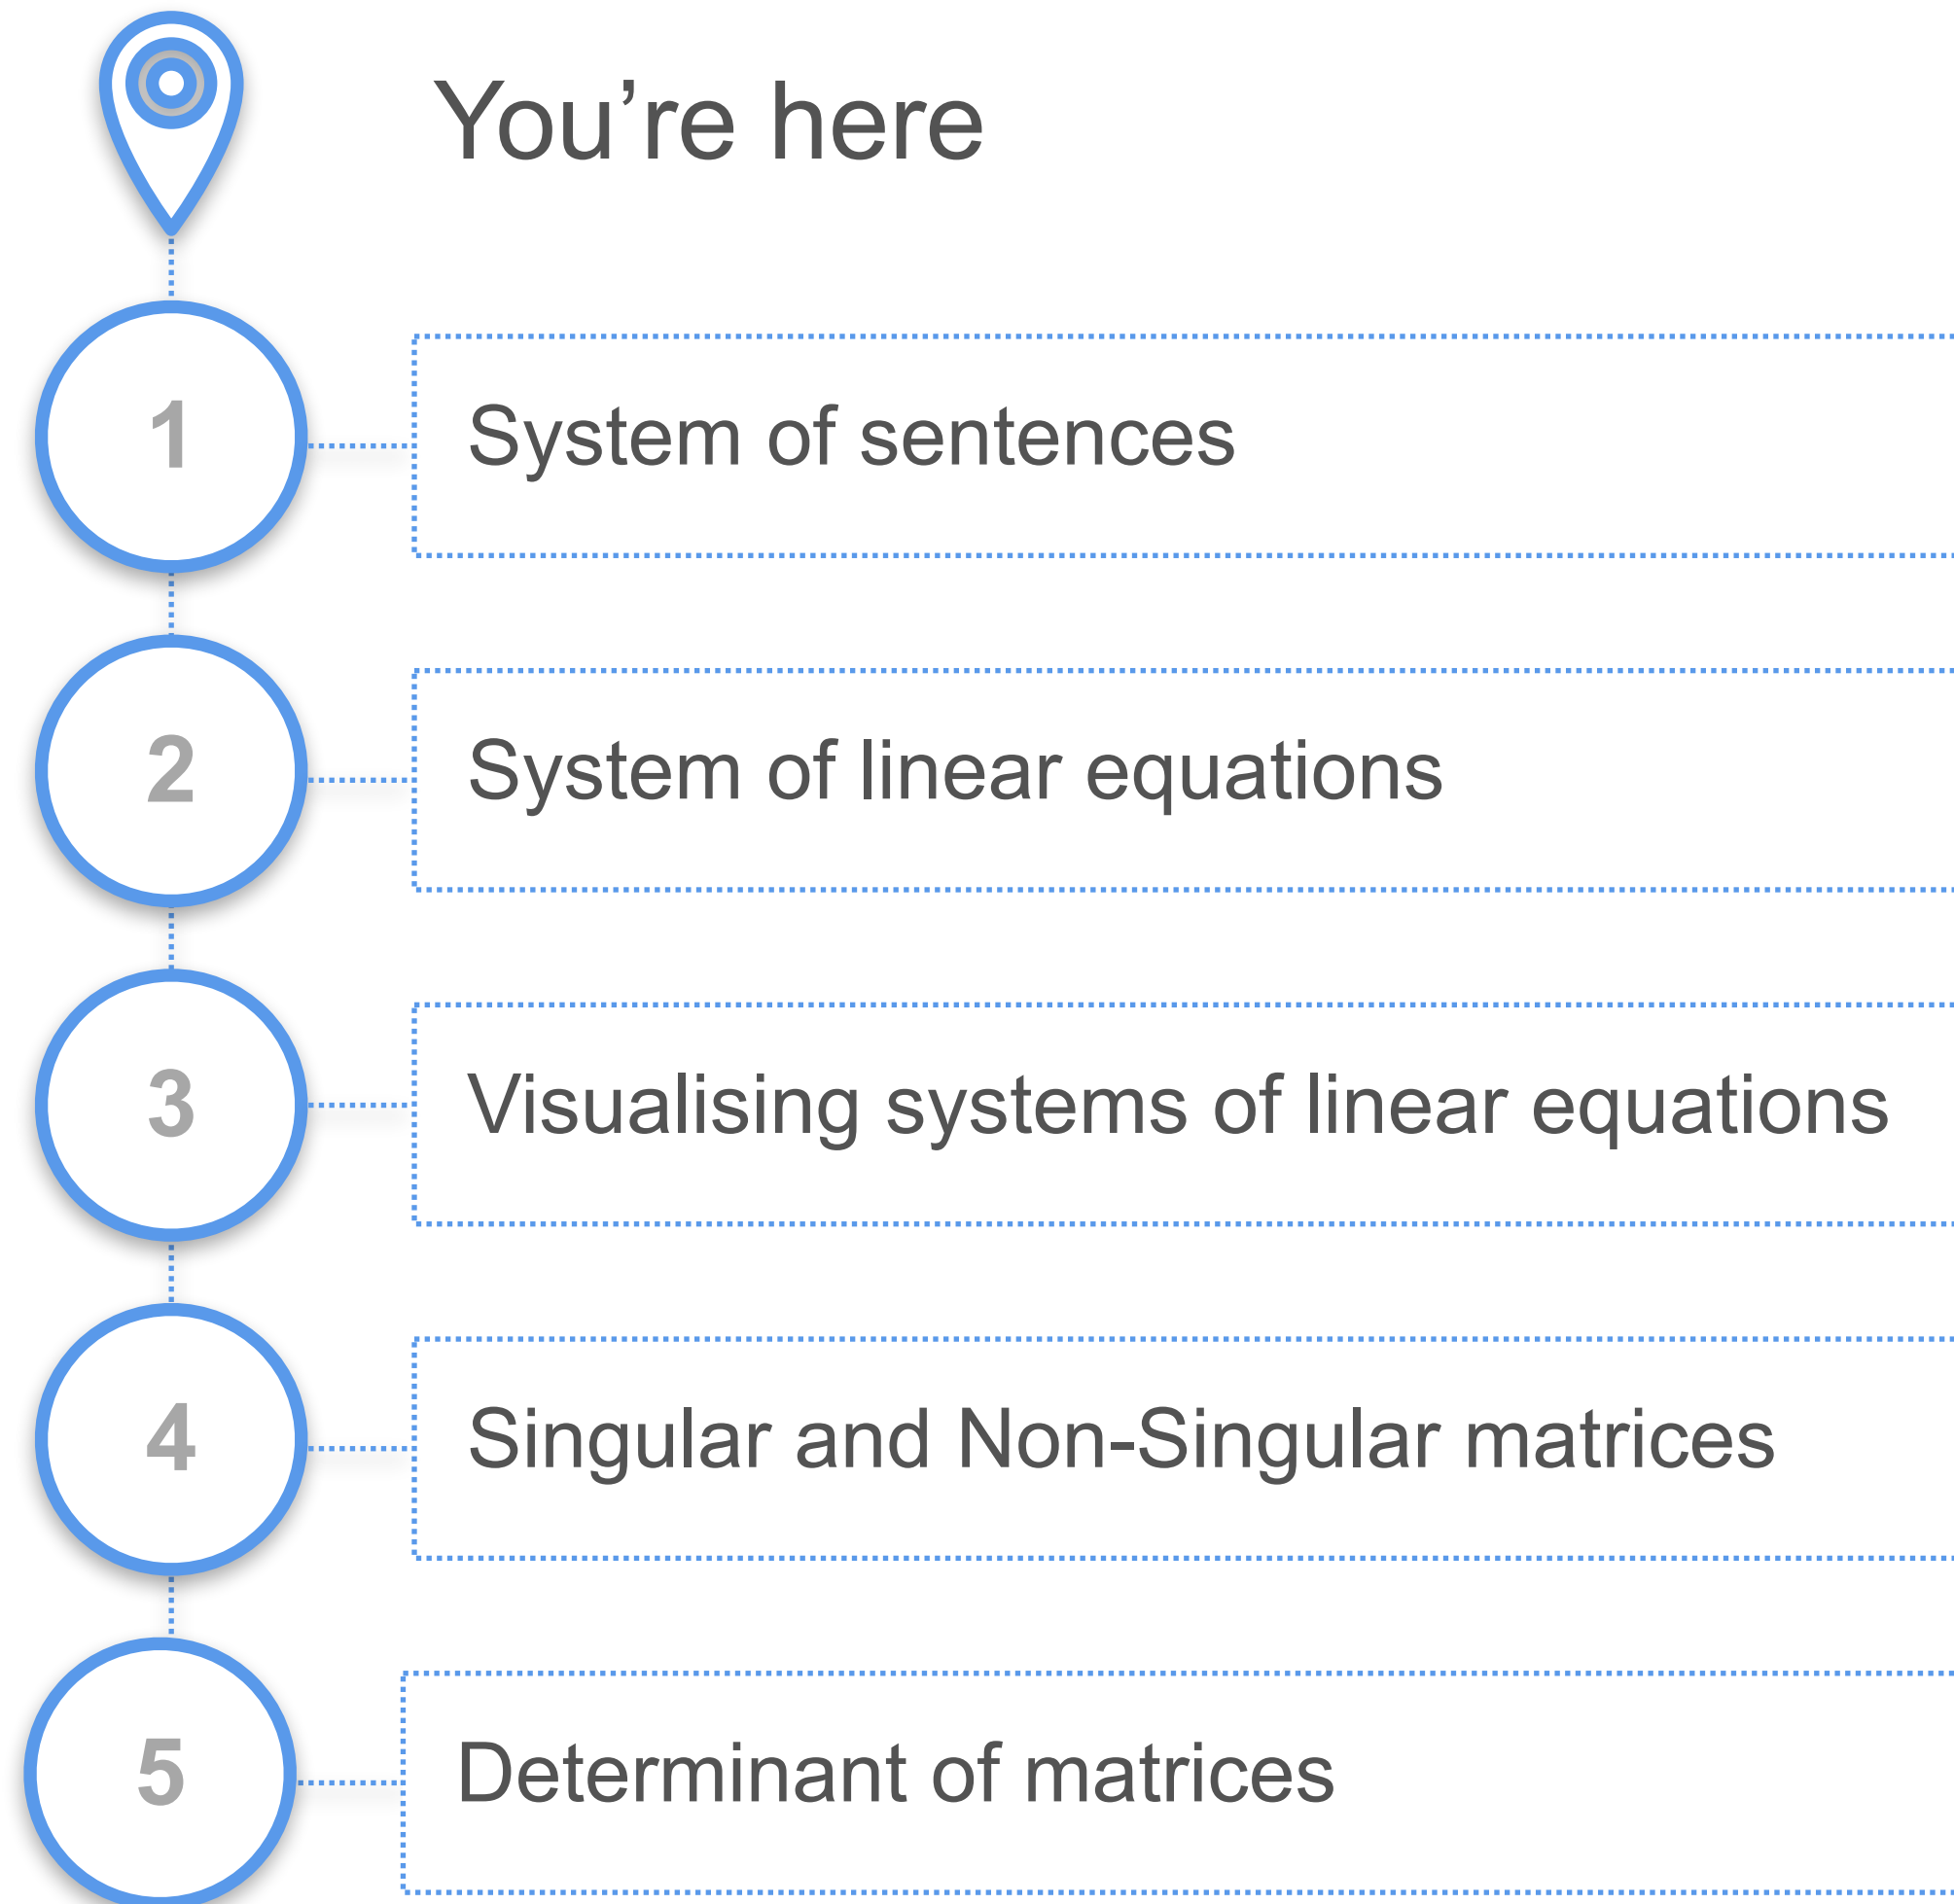 You’re here
1
System of sentences
2
System of linear equations
3
Visualising systems of linear equations
4
Singular and Non-Singular matrices
5
Determinant of matrices